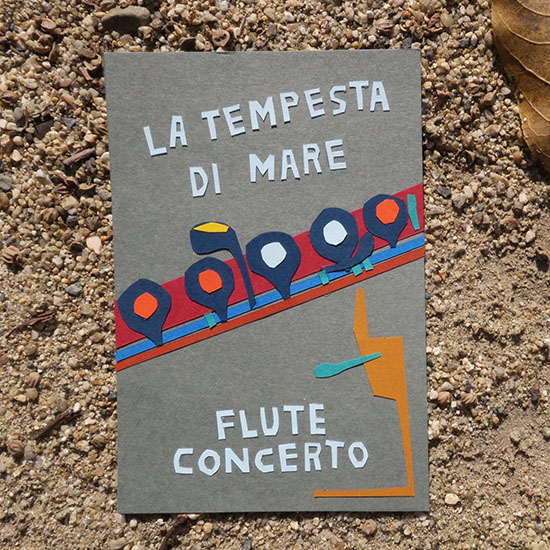 LA TEMPESTA
DI MARE
FLUTE
CONCERTO